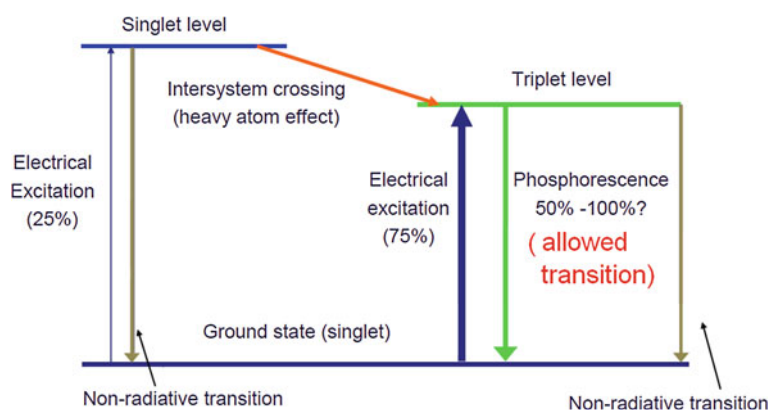 Singlet level
Intersystem crossing
(heavy atom effect)
Triplet level
Electrical
Excitation
(25%)
Electrical
excitation
(75%)
Phosphorescence
50% -100%?
( allowed
transition)
Ground state (singlet)
Non-radiative transition
Non-radiative transition